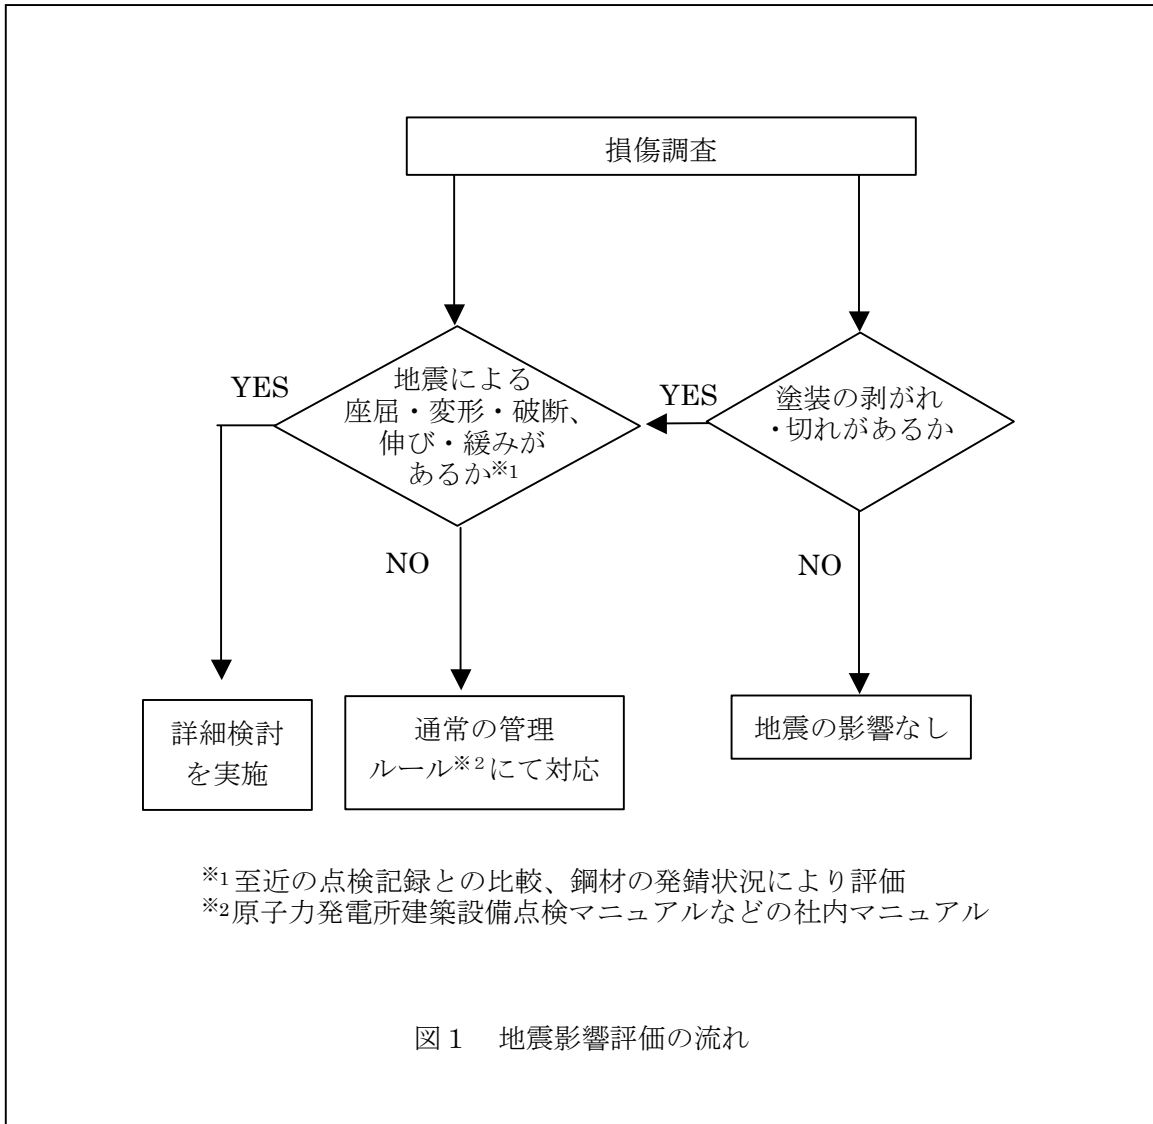 損傷調査
YES
地震による
座屈・変形・破断、
伸び・緩みが
あるか※1
YES
塗装の剥がれ
・切れがあるか
NO
NO
詳細検討
を実施
通常の管理
ルール※2にて対応
地震の影響なし
※1至近の点検記録との比較、鋼材の発錆状況により評価
※2原子力発電所建築設備点検マニュアルなどの社内マニュアル
図1　地震影響評価の流れ